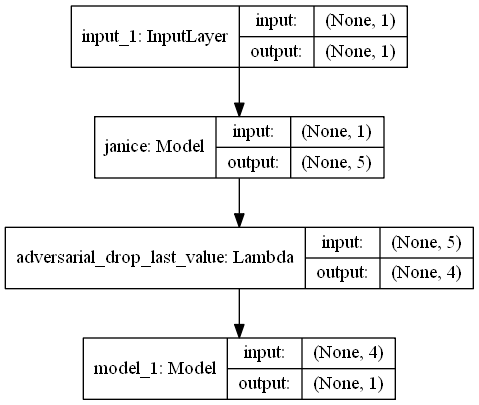 input_1: InputLayer
input: (None, 1)
output: (None, 1)
janice: Model
input: (None, 1)
output: (None, 5)
adversarial_drop_last_value: Lambda
input: (None, 5)
output: (None, 4)
model_1: Model
input: (None, 4)
output: (None, 1)